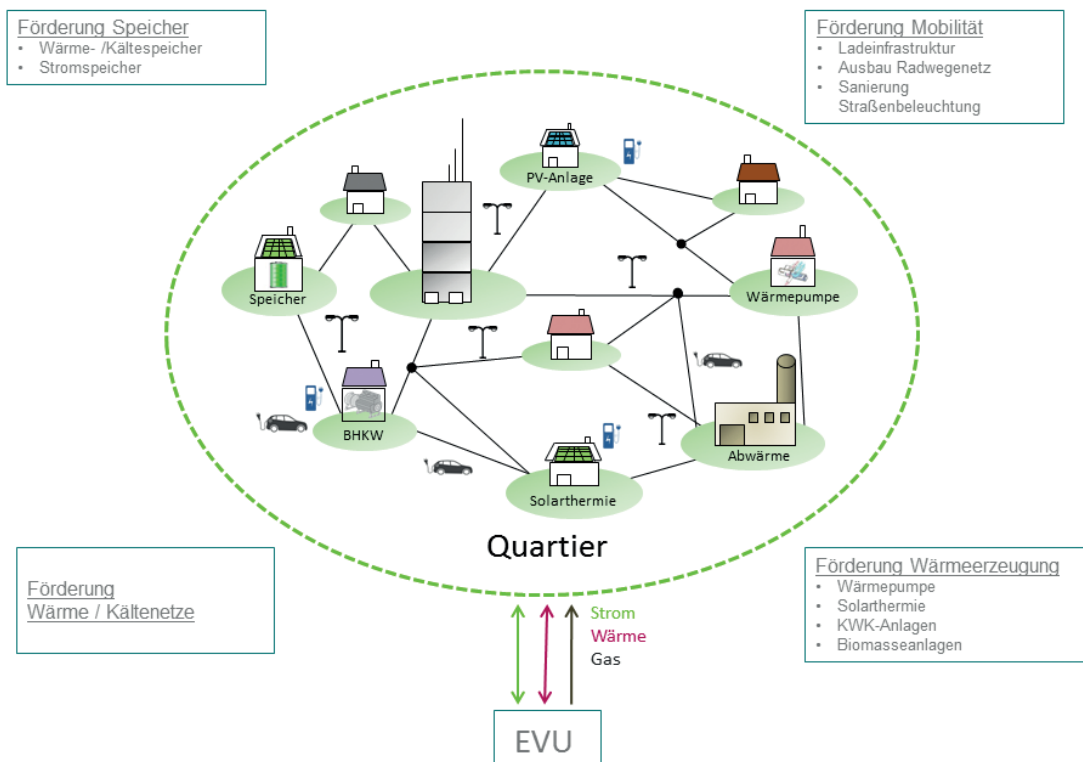 Förderung Speicher
• Wärme- /Kältespeicher
• Stromspeicher
Förderung Mobilität
• Ladeinfrastruktur
• Ausbau Radwegenetz
• Sanierung
Straßenbeleuchtung
PV-Anlage
Speicher
Wärmepumpe
BHKW
Abwärme
Solarthermie
Quartier
Förderung
Wärme / Kältenetze
Förderung Wärmeerzeugung
• Wärmepumpe
• Solarthermie
• KWK-Anlagen
• Biomasseanlagen
Strom
Wärme
Gas
EVU